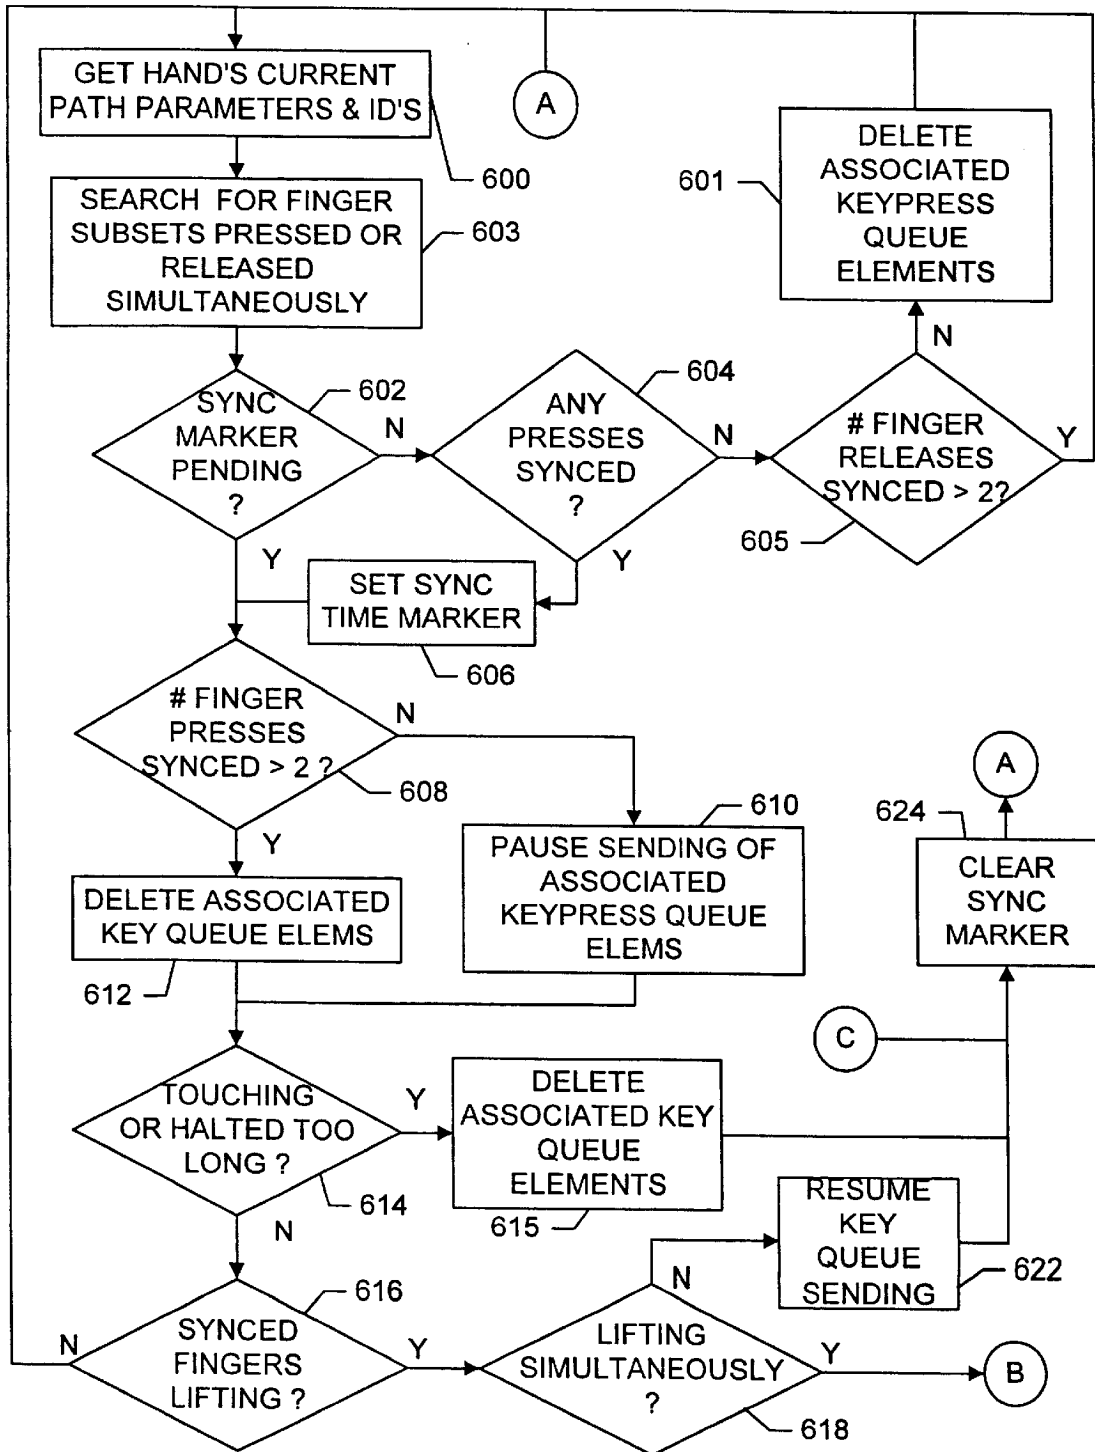 GET HAND'S CURRENT
PATH PARAMETERS & ID'S
600
A
DELETE
ASSOCIATED
KEYPRESS
QUEUE
ELEMENTS
601
SEARCH FOR FINGER
SUBSETS PRESSED OR
RELEASED
SIMULTANEOUSLY
603
SYNC
MARKER
PENDING
?
602
N
Y
ANY
PRESSES
SYNCED
?
604
N
Y
# FINGER
RELEASES
SYNCED > 2?
605
N
Y
SET SYNC
TIME MARKER
606
# FINGER
PRESSES
SYNCED > 2 ?
608
N
Y
PAUSE SENDING OF
ASSOCIATED
KEYPRESS QUEUE
ELEMS
610
DELETE ASSOCIATED
KEY QUEUE ELEMS
612
A
624
CLEAR
SYNC
MARKER
C
TOUCHING
OR HALTED TOO
LONG ?
614
Y
N
DELETE
ASSOCIATED KEY
QUEUE
ELEMENTS
615
RESUME
KEY
QUEUE
SENDING
622
SYNCED
FINGERS
LIFTING ?
616
N
Y
LIFTING
SIMULTANEOUSLY
?
618
N
Y
B